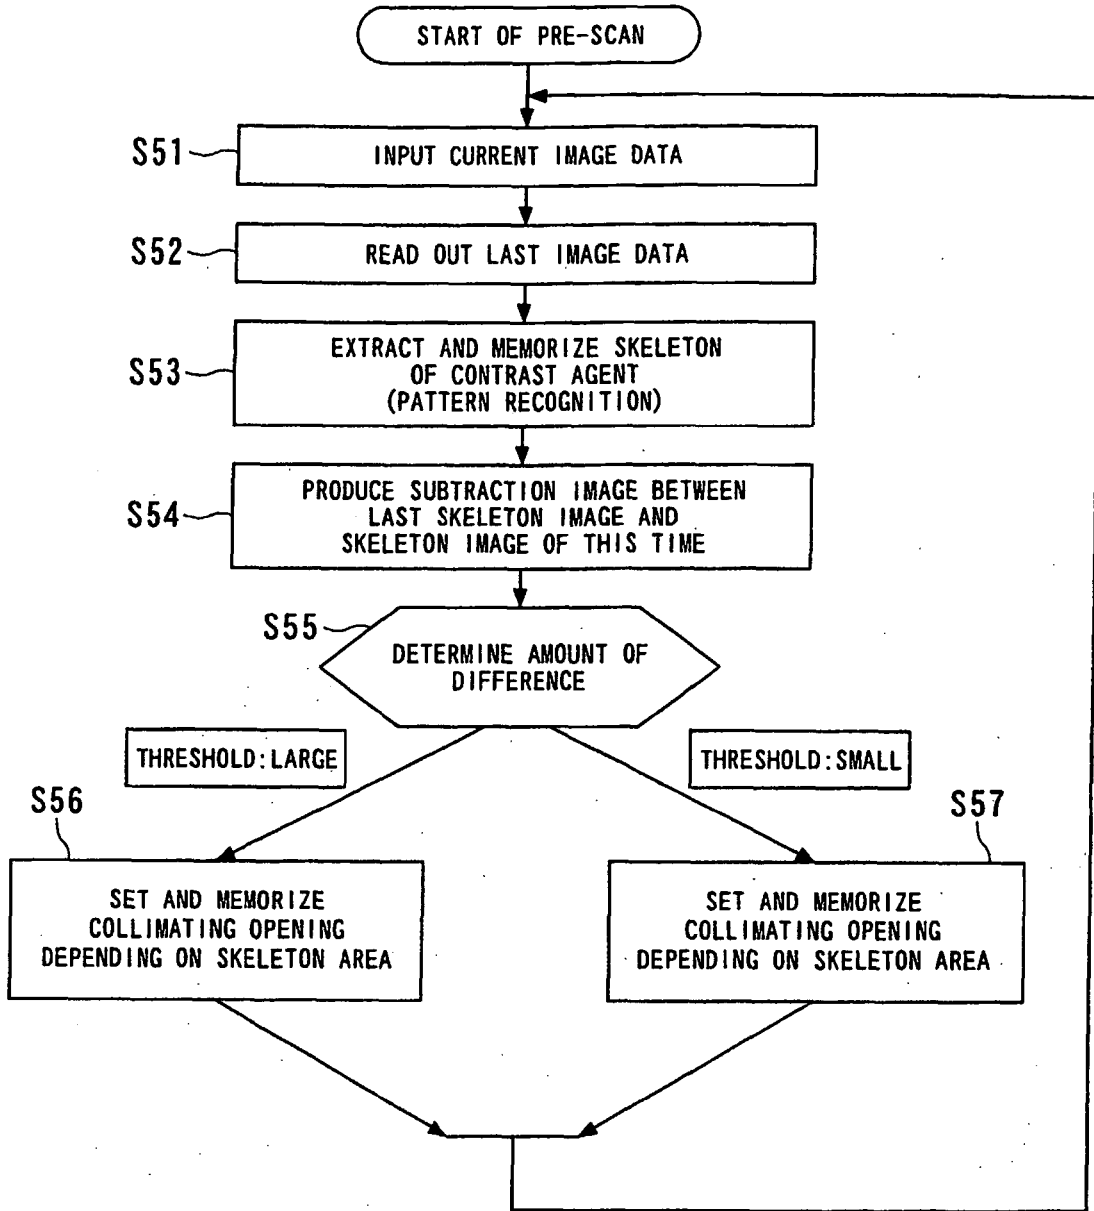 START OF PRE-SCAN
S51
INPUT CURRENT IMAGE DATA
S52
READ OUT LAST IMAGE DATA
S53
EXTRACT AND MEMORIZE SKELETON
OF CONTRAST AGENT
(PATTERN RECOGNITION)
S54
PRODUCE SUBTRACTION IMAGE BETWEEN
LAST SKELETON IMAGE AND
SKELETON IMAGE OF THIS TIME
S55
DETERMINE AMOUNT OF
DIFFERENCE
THRESHOLD:LARGE
THRESHOLD:SMALL
S56
SET AND MEMORIZE
COLLIMATING OPENING
DEPENDING ON SKELETON AREA
S57
SET AND MEMORIZE
COLLIMATING OPENING
DEPENDING ON SKELETON AREA